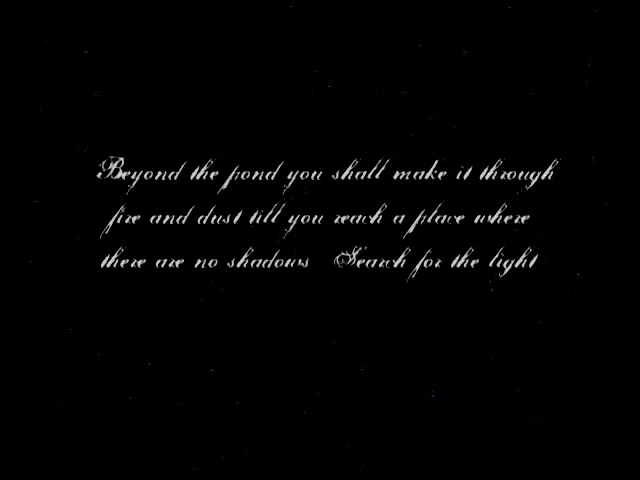 Beyond the pond you shall make it through
fire and dust till you reach a place where
there are no shadows Search for the light